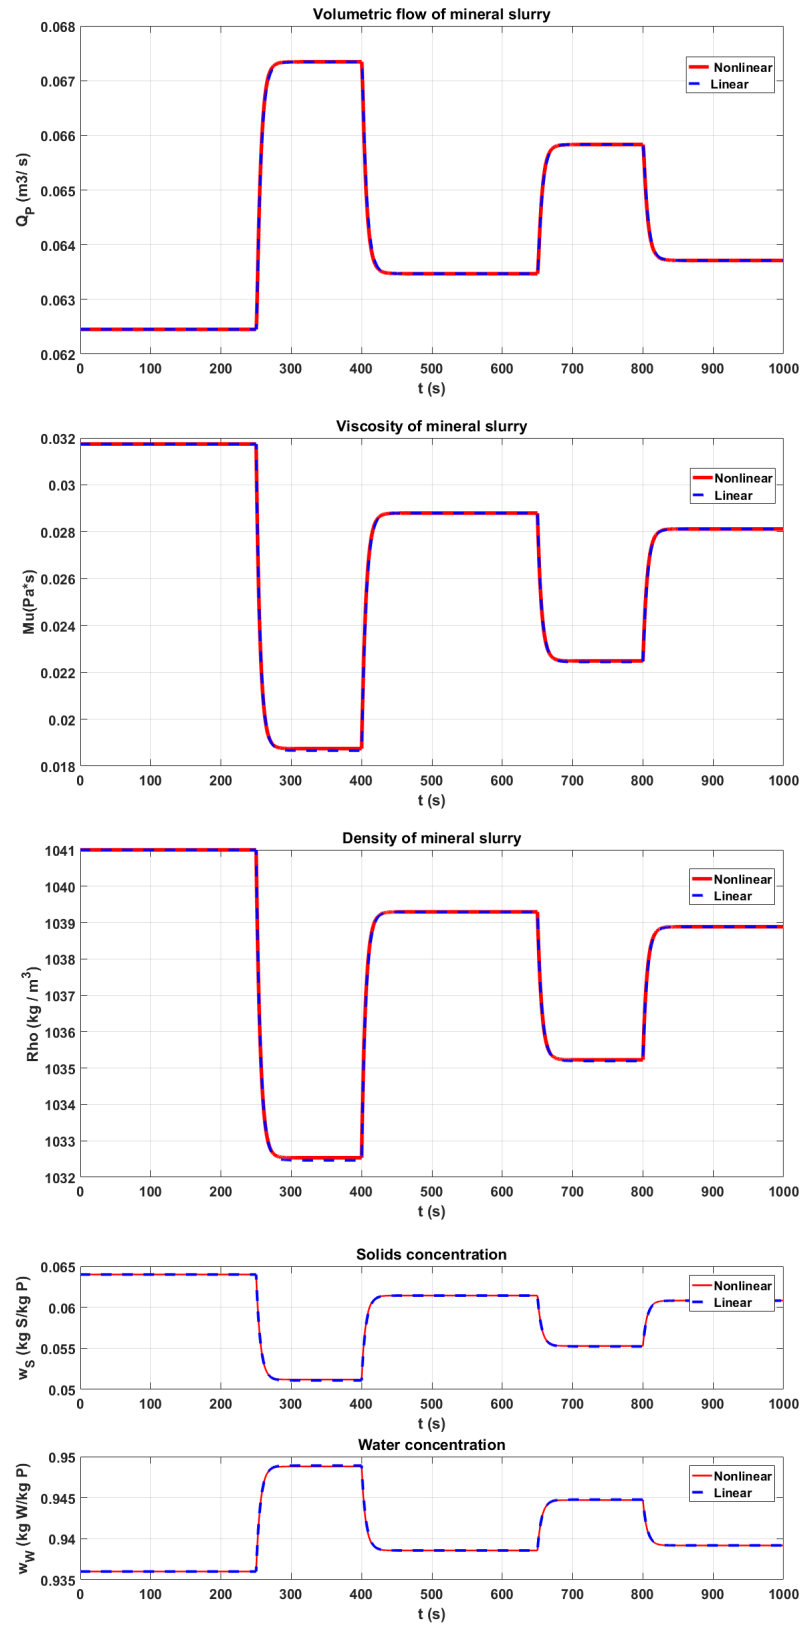 Volumetric flow of mineral slurry
0.068
0.067
0.066
0.065
0.064
0.063
0.062
Q_P (m3/ s)
Nonlinear
Linear
0 100 200 300 400 500 600 700 800 900 1000
t (s)
Viscosity of mineral slurry
0.032
0.03
0.028
0.026
0.024
0.022
0.02
0.018
Mu(Pa*s)
Nonlinear
Linear
0 100 200 300 400 500 600 700 800 900 1000
t (s)
Density of mineral slurry
1041
1040
1039
1038
1037
1036
1035
1034
1033
1032
Rho (kg / m³)
Nonlinear
Linear
0 100 200 300 400 500 600 700 800 900 1000
t (s)
Solids concentration
0.065
0.06
0.055
0.05
w_S (kg S/kg P)
Nonlinear
Linear
0 100 200 300 400 500 600 700 800 900 1000
t (s)
Water concentration
0.95
0.945
0.94
0.935
w_W (kg W/kg P)
Nonlinear
Linear
0 100 200 300 400 500 600 700 800 900 1000
t (s)